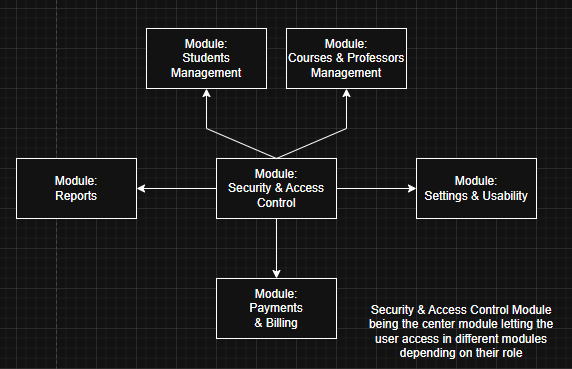 Module:
Students
Management
Module:
Courses & Professors
Management
Module:
Reports
Module:
Security & Access
Control
Module:
Settings & Usability
Module:
Payments
& Billing
Security & Access Control Module
being the center module letting the
user access in different modules
depending on their role